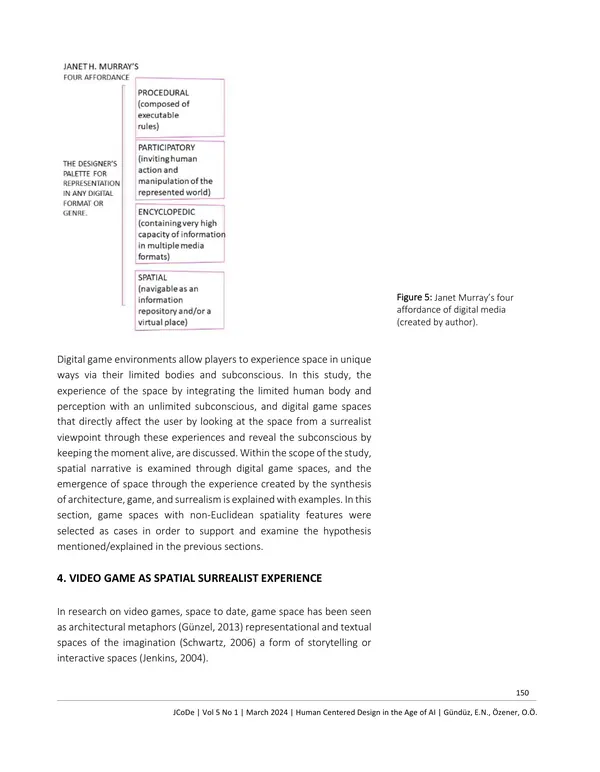 JANET H. MURRAY'S
FOUR AFFORDANCE
PROCEDURAL
(composed of
executable
rules)
PARTICIPATORY
(inviting human
action and
manipulation of the
represented world)
THE DESIGNER'S
PALETTE FOR
REPRESENTATION
IN ANY DIGITAL
FORMAT OR
GENRE.
ENCYCLOPEDIC
(containing very high
capacity of information
in multiple media
formats)
SPATIAL
(navigable as an
information
repository and/or a
virtual place)
Figure 5: Janet Murray's four
affordance of digital media
(created by author).
Digital game environments allow players to experience space in unique
ways via their limited bodies and subconscious. In this study, the
experience of the space by integrating the limited human body and
perception with an unlimited subconscious, and digital game spaces
that directly affect the user by looking at the space from a surrealist
viewpoint through these experiences and reveal the subconscious by
keeping the moment alive, are discussed. Within the scope of the study,
spatial narrative is examined through digital game spaces, and the
emergence of space through the experience created by the synthesis
of architecture, game, and surrealism is explained with examples. In this
section, game spaces with non-Euclidean spatiality features were
selected as cases in order to support and examine the hypothesis
mentioned/explained in the previous sections.
4. VIDEO GAME AS SPATIAL SURREALIST EXPERIENCE
In research on video games, space to date, game space has been seen
as architectural metaphors (Günzel, 2013) representational and textual
spaces of the imagination (Schwartz, 2006) a form of storytelling or
interactive spaces (Jenkins, 2004).
150
JCoDe | Vol 5 No 1 | March 2024 | Human Centered Design in the Age of AI | Gündüz, E.N., Özener, O.Ö.